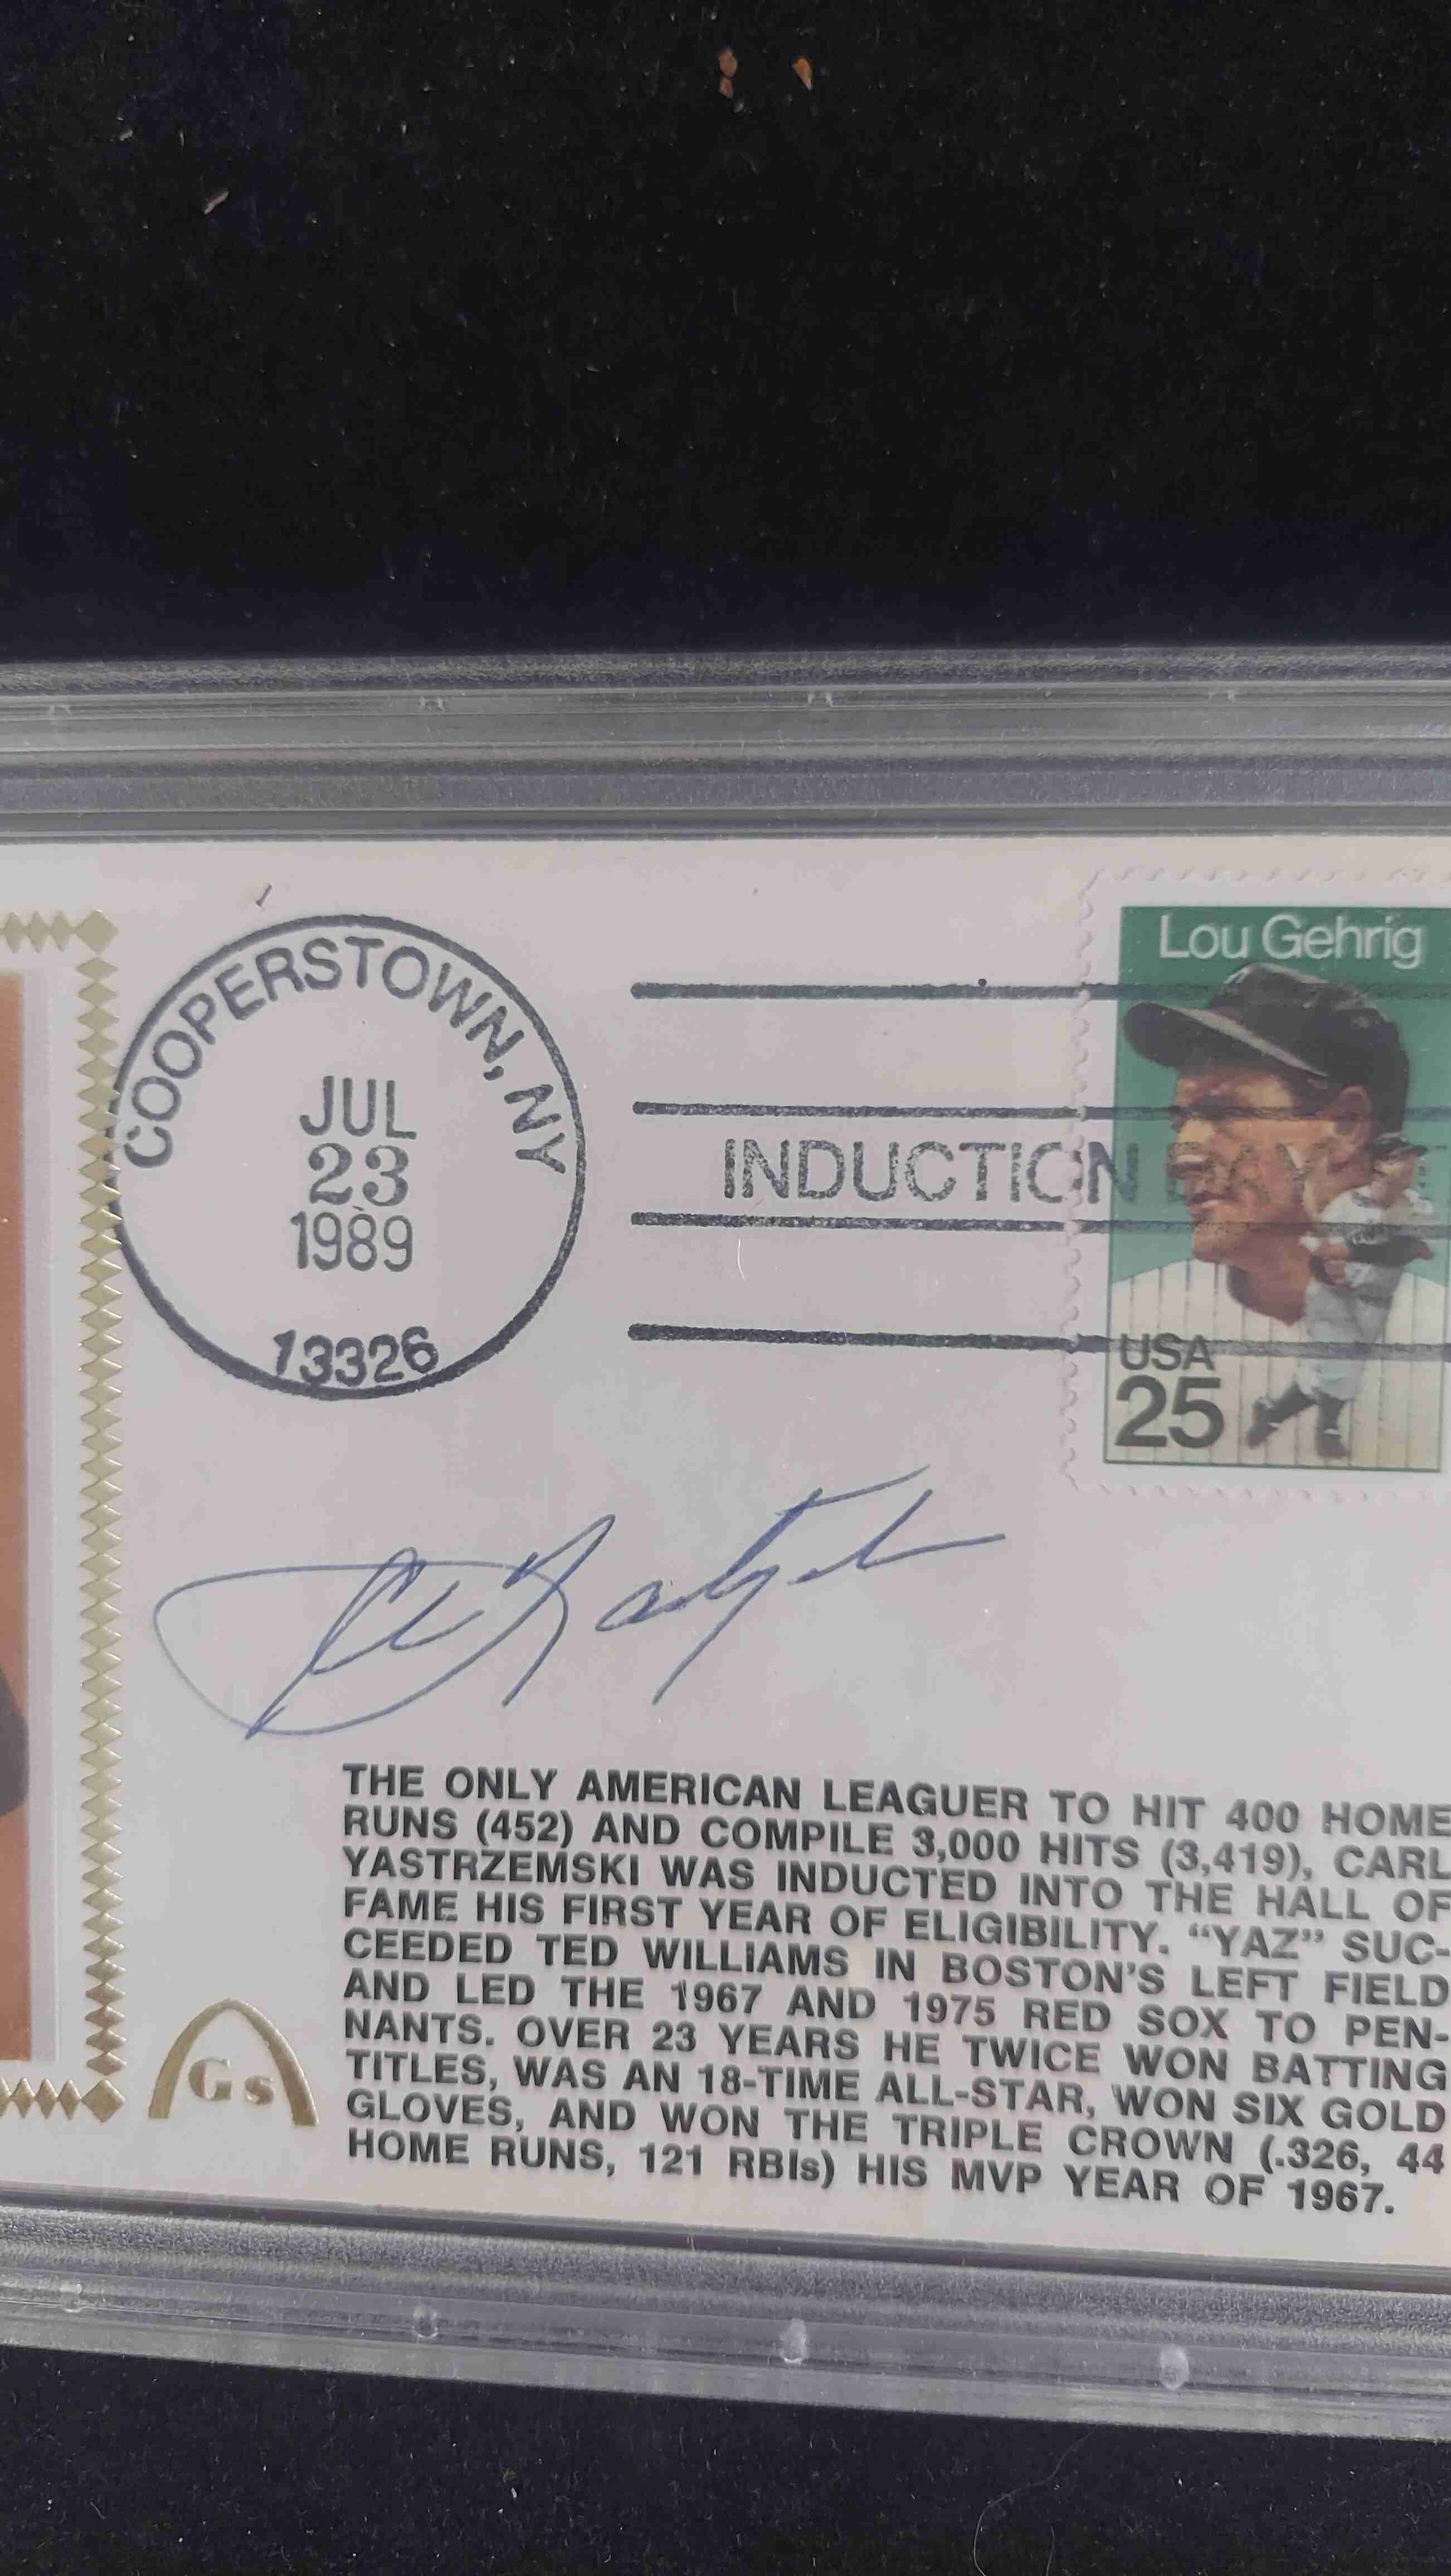 COOPERSTOWN, NY
JUL
23
1989
13326
INDUCTION DAY
Lou Gehrig
USA
25
THE ONLY AMERICAN LEAGUER TO HIT 400 HOME
RUNS (452) AND COMPILE 3,000 HITS (3,419), CARL
YASTRZEMSKI WAS INDUCTED INTO THE HALL OF
FAME HIS FIRST YEAR OF ELIGIBILITY. “YAZ” SUC-
CEEDED TED WILLIAMS IN BOSTON’S LEFT FIELD
AND LED THE 1967 AND 1975 RED SOX TO PEN-
NANTS. OVER 23 YEARS HE TWICE WON BATTING
TITLES, WAS AN 18-TIME ALL-STAR, WON SIX GOLD
GLOVES, AND WON THE TRIPLE CROWN (.326, 44
HOME RUNS, 121 RBIs) HIS MVP YEAR OF 1967.
Gs